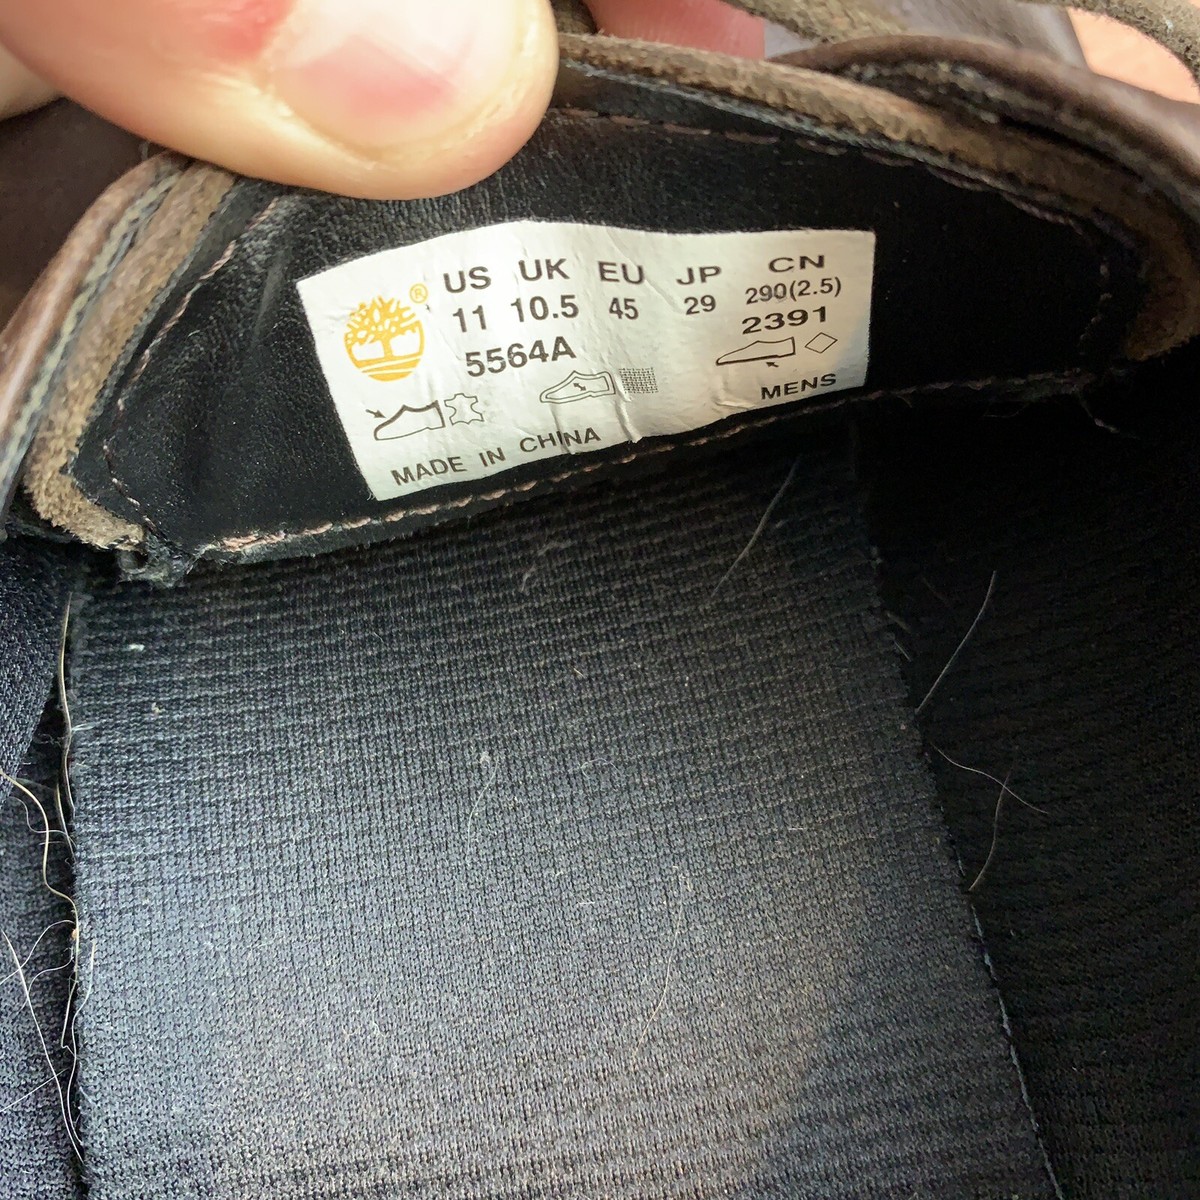 ® US UK EU JP CN
11 10.5 45 29 290(2.5)
5564A 2391
MENS
MADE IN CHINA